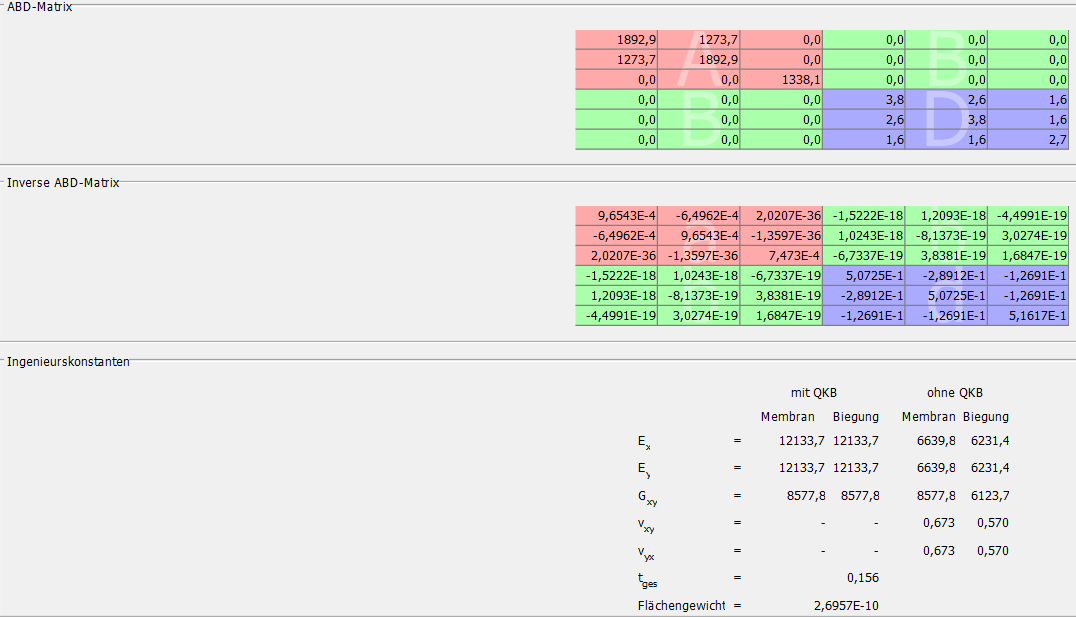 ABD-Matrix
1892,9 1273,7 0,0 0,0 0,0 0,0
1273,7 1892,9 0,0 0,0 0,0 0,0
0,0 0,0 1338,1 0,0 0,0 0,0
0,0 0,0 0,0 3,8 2,6 1,6
0,0 0,0 0,0 2,6 3,8 1,6
0,0 0,0 0,0 1,6 1,6 2,7
A B
B D
Inverse ABD-Matrix
9,6543E-4 -6,4962E-4 2,0207E-36 -1,5222E-18 1,2093E-18 -4,4991E-19
-6,4962E-4 9,6543E-4 -1,3597E-36 1,0243E-18 -8,1373E-19 3,0274E-19
2,0207E-36 -1,3597E-36 7,473E-4 -6,7337E-19 3,8381E-19 1,6847E-19
-1,5222E-18 1,0243E-18 -6,7337E-19 5,0725E-1 -2,8912E-1 -1,2691E-1
1,2093E-18 -8,1373E-19 3,8381E-19 -2,8912E-1 5,0725E-1 -1,2691E-1
-4,4991E-19 3,0274E-19 1,6847E-19 -1,2691E-1 -1,2691E-1 5,1617E-1
d
Ingenieurskonstanten
mit QKB ohne QKB
Membran Biegung Membran Biegung
Ex = 12133,7 12133,7 6639,8 6231,4
Ey = 12133,7 12133,7 6639,8 6231,4
Gxy = 8577,8 8577,8 8577,8 6123,7
vxy = - - 0,673 0,570
vyx = - - 0,673 0,570
tges = 0,156
Flächengewicht = 2,6957E-10